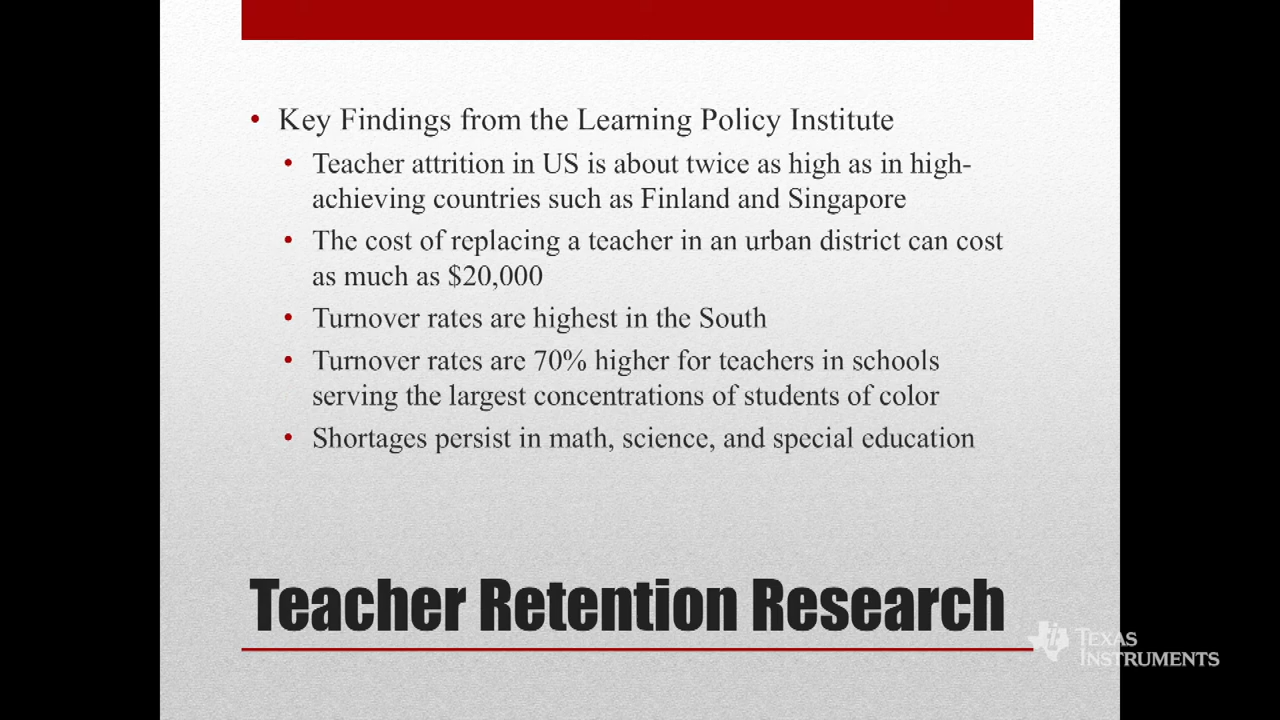 • Key Findings from the Learning Policy Institute
• Teacher attrition in US is about twice as high as in high-
achieving countries such as Finland and Singapore
• The cost of replacing a teacher in an urban district can cost
as much as $20,000
• Turnover rates are highest in the South
• Turnover rates are 70% higher for teachers in schools
serving the largest concentrations of students of color
• Shortages persist in math, science, and special education
Teacher Retention Research
TEXAS
INSTRUMENTS